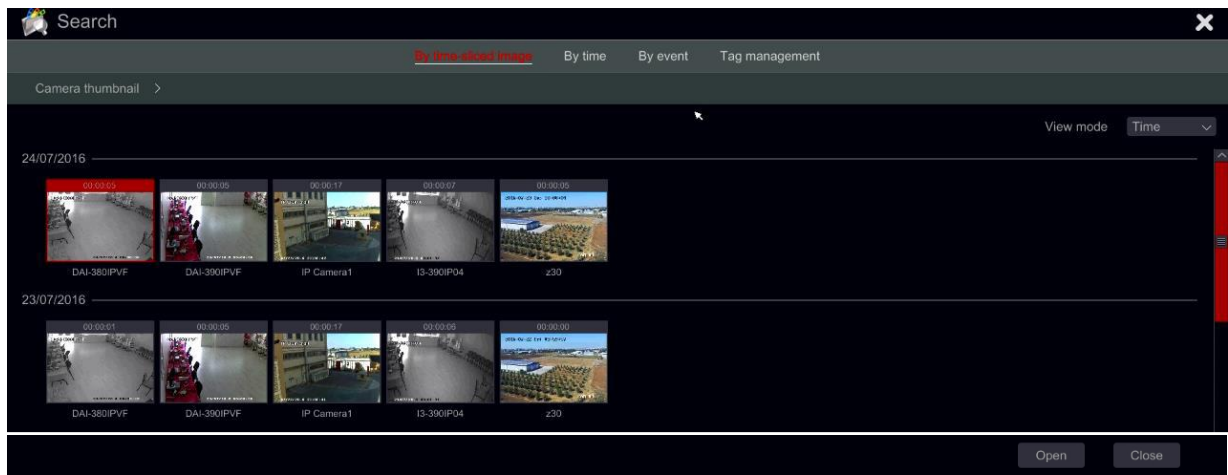 Search
By time-sliced image By time By event Tag management
Camera thumbnail >
View mode Time
24/07/2016
00:00:05 00:00:05 00:00:17 00:00:07 00:00:05
DAI-380IPVF DAI-390IPVF IP Camera1 I3-390IP04 z30
23/07/2016
00:00:01 00:00:05 00:00:17 00:00:06 00:00:00
DAI-380IPVF DAI-390IPVF IP Camera1 I3-390IP04 z30
Open Close